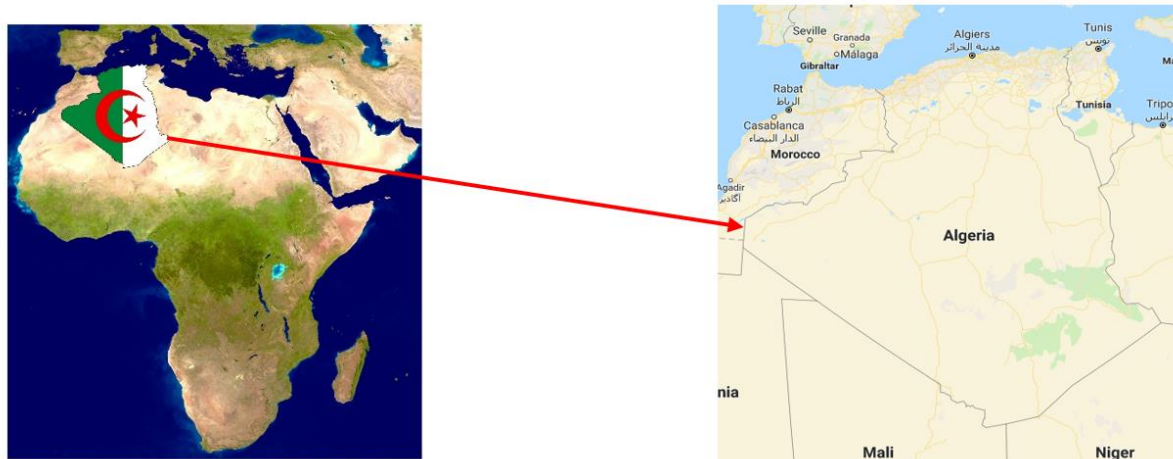 Seville
Granada
Málaga
Gibraltar
Algiers
مدينة الجزائر
Tunis
تونس
Rabat
الرباط
Casablanca
الدار البيضاء
Morocco
Agadir
أكادير
Tunisia
Tripo
Algeria
nia
Mali
Niger